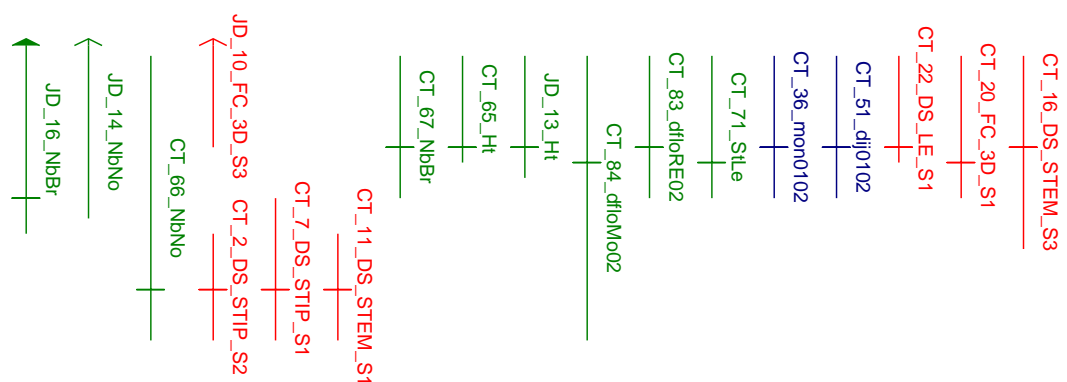 JD_16_NbBr
JD_14_NbNo
CT_66_NbNo
JD_10_FC_3D_S3
CT_2_DS_STIP_S2
CT_7_DS_STIP_S1
CT_11_DS_STEM_S1
CT_67_NbBr
CT_65_Ht
JD_13_Ht
CT_84_dfloMo02
CT_83_dfloRE02
CT_71_StLe
CT_36_mon0102
CT_51_dij0102
CT_22_DS_LE_S1
CT_20_FC_3D_S1
CT_16_DS_STEM_S3